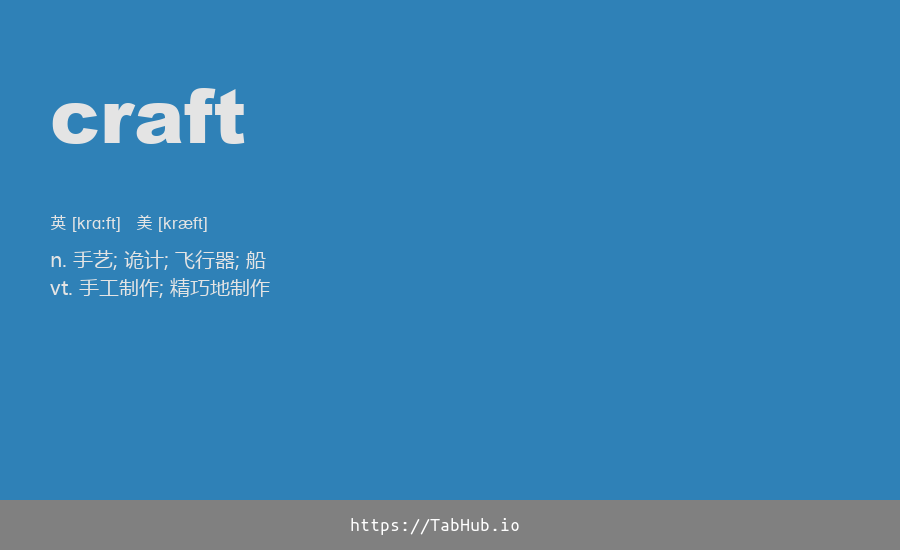 craft
英 [krɑːft] 美 [kræft]
n. 手艺; 诡计; 飞行器; 船
vt. 手工制作; 精巧地制作
https://TabHub.io